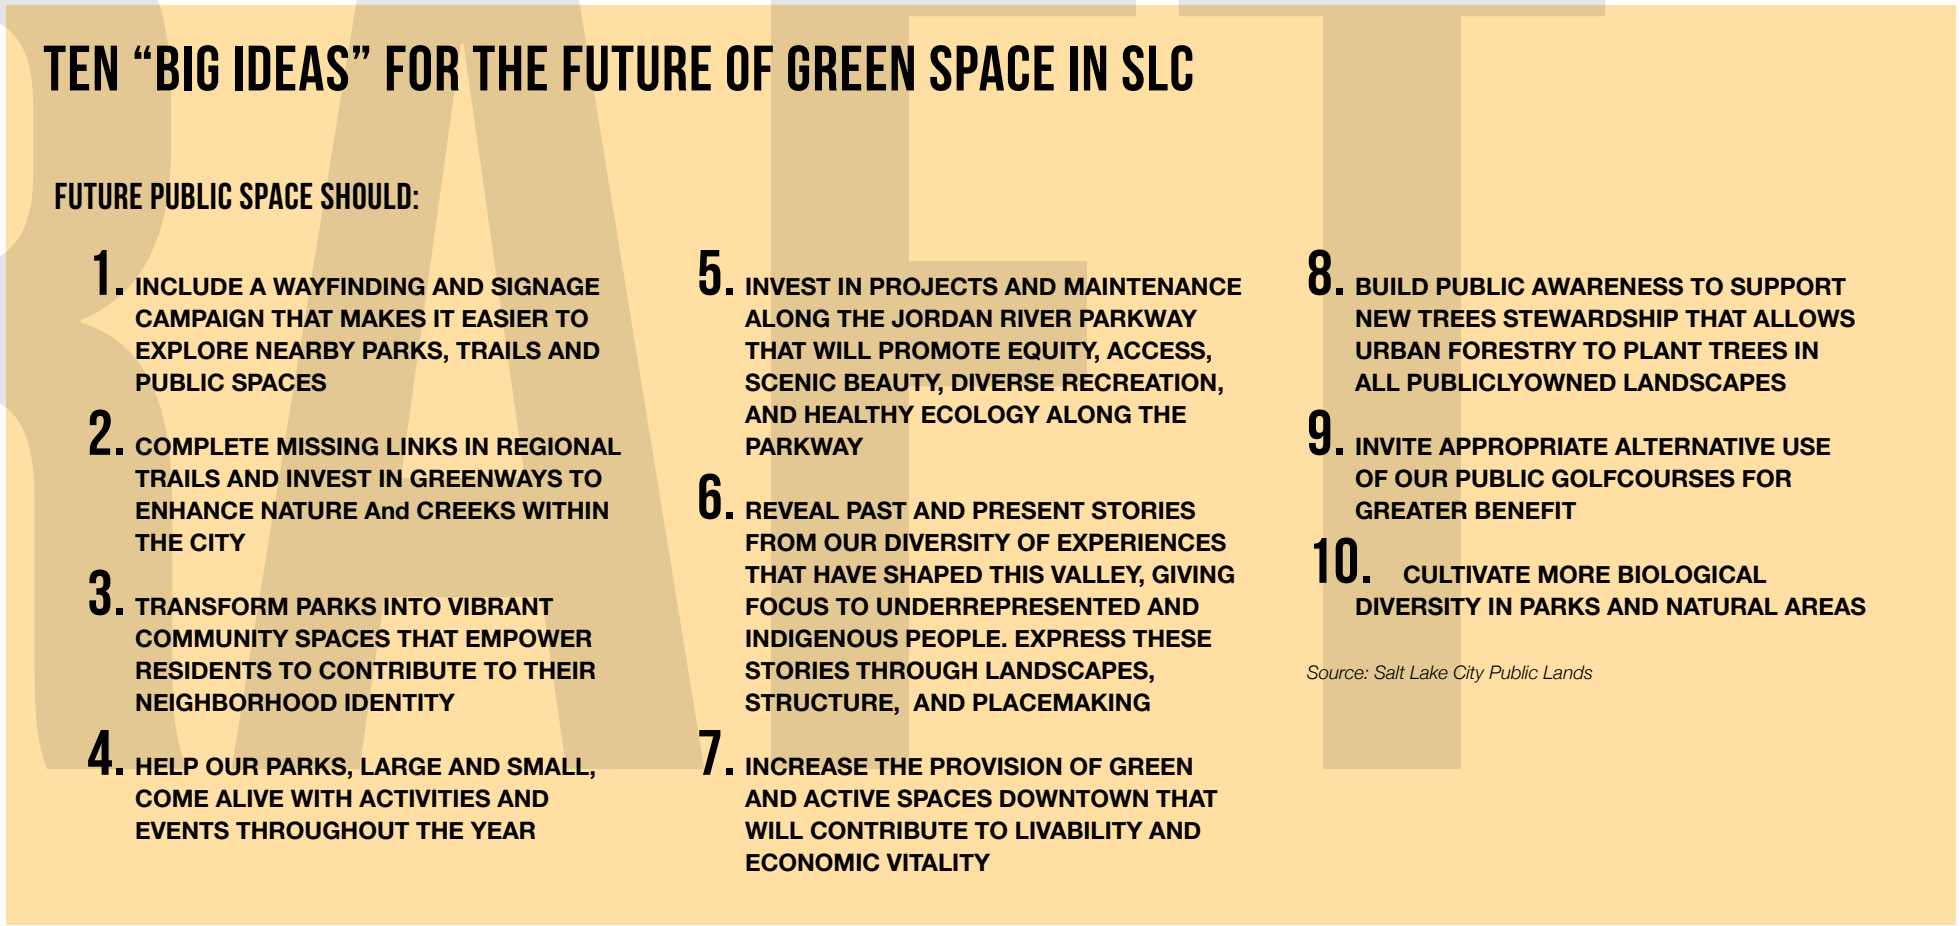 TEN “BIG IDEAS” FOR THE FUTURE OF GREEN SPACE IN SLC
FUTURE PUBLIC SPACE SHOULD:
1. INCLUDE A WAYFINDING AND SIGNAGE
CAMPAIGN THAT MAKES IT EASIER TO
EXPLORE NEARBY PARKS, TRAILS AND
PUBLIC SPACES
2. COMPLETE MISSING LINKS IN REGIONAL
TRAILS AND INVEST IN GREENWAYS TO
ENHANCE NATURE And CREEKS WITHIN
THE CITY
3. TRANSFORM PARKS INTO VIBRANT
COMMUNITY SPACES THAT EMPOWER
RESIDENTS TO CONTRIBUTE TO THEIR
NEIGHBORHOOD IDENTITY
4. HELP OUR PARKS, LARGE AND SMALL,
COME ALIVE WITH ACTIVITIES AND
EVENTS THROUGHOUT THE YEAR
5. INVEST IN PROJECTS AND MAINTENANCE
ALONG THE JORDAN RIVER PARKWAY
THAT WILL PROMOTE EQUITY, ACCESS,
SCENIC BEAUTY, DIVERSE RECREATION,
AND HEALTHY ECOLOGY ALONG THE
PARKWAY
6. REVEAL PAST AND PRESENT STORIES
FROM OUR DIVERSITY OF EXPERIENCES
THAT HAVE SHAPED THIS VALLEY, GIVING
FOCUS TO UNDERREPRESENTED AND
INDIGENOUS PEOPLE. EXPRESS THESE
STORIES THROUGH LANDSCAPES,
STRUCTURE, AND PLACEMAKING
7. INCREASE THE PROVISION OF GREEN
AND ACTIVE SPACES DOWNTOWN THAT
WILL CONTRIBUTE TO LIVABILITY AND
ECONOMIC VITALITY
8. BUILD PUBLIC AWARENESS TO SUPPORT
NEW TREES STEWARDSHIP THAT ALLOWS
URBAN FORESTRY TO PLANT TREES IN
ALL PUBLICLYOWNED LANDSCAPES
9. INVITE APPROPRIATE ALTERNATIVE USE
OF OUR PUBLIC GOLFCOURSES FOR
GREATER BENEFIT
10. CULTIVATE MORE BIOLOGICAL
DIVERSITY IN PARKS AND NATURAL AREAS
Source: Salt Lake City Public Lands
RAFT